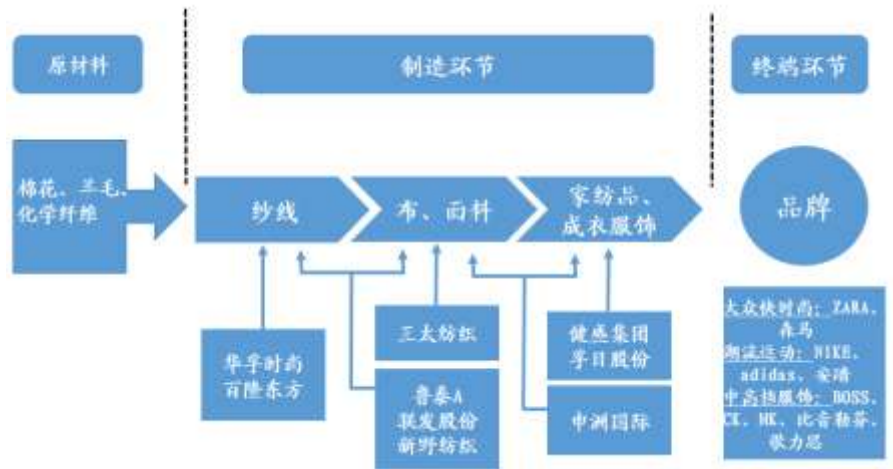 原材料
制造环节
终端环节
棉花、羊毛、
化学纤维
纱线
布、面料
家纺品、
成衣服饰
品牌
华孚时尚
百隆东方
三太纺织
鲁泰A
联发股份
新野纺织
健盛集团
孚日股份
申洲国际
大众快时尚：ZARA、
森马
潮流运动：NIKE、
adidas、安踏
中高档服饰：BOSS、
CK、MK、比音勒芬、
歌力思